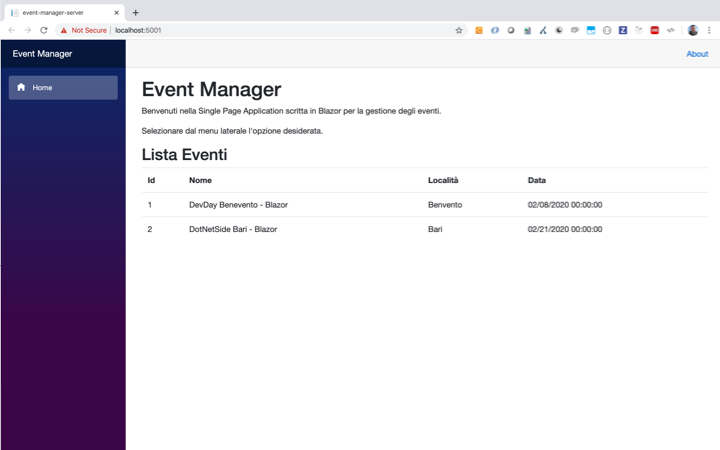 event-manager-server
Not Secure localhost:5001
Event Manager
About
Home
Event Manager
Benvenuti nella Single Page Application scritta in Blazor per la gestione degli eventi.
Selezionare dal menu laterale l'opzione desiderata.
Lista Eventi
Id Nome Località Data
1 DevDay Benevento - Blazor Benvento 02/08/2020 00:00:00
2 DotNetSide Bari - Blazor Bari 02/21/2020 00:00:00